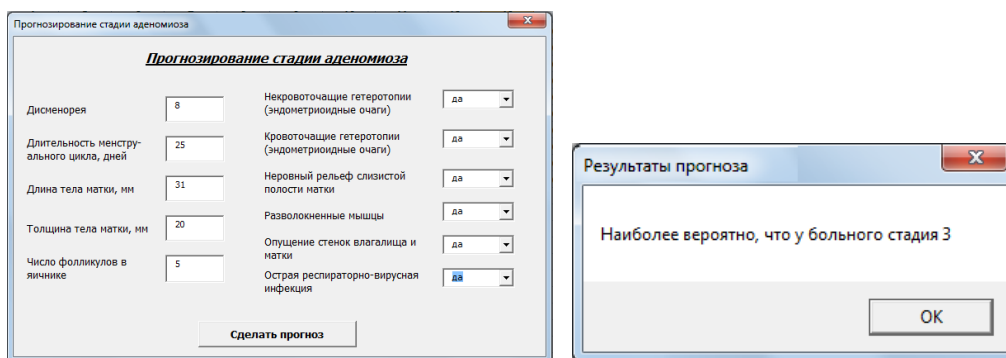 Прогнозирование стадии аденомиоза
Прогнозирование стадии аденомиоза
Дисменорея
8
Длительность менстру-
ального цикла, дней
25
Длина тела матки, мм
31
Толщина тела матки, мм
20
Число фолликулов в
яичнике
5
Некровоточащие гетеротопии
(эндометриоидные очаги)
да
Кровоточащие гетеротопии
(эндометриоидные очаги)
да
Неровный рельеф слизистой
полости матки
да
Разволокненные мышцы
да
Опущение стенок влагалища и
матки
да
Острая респираторно-вирусная
инфекция
да
Сделать прогноз
Результаты прогноза
Наиболее вероятно, что у больного стадия 3
ОК